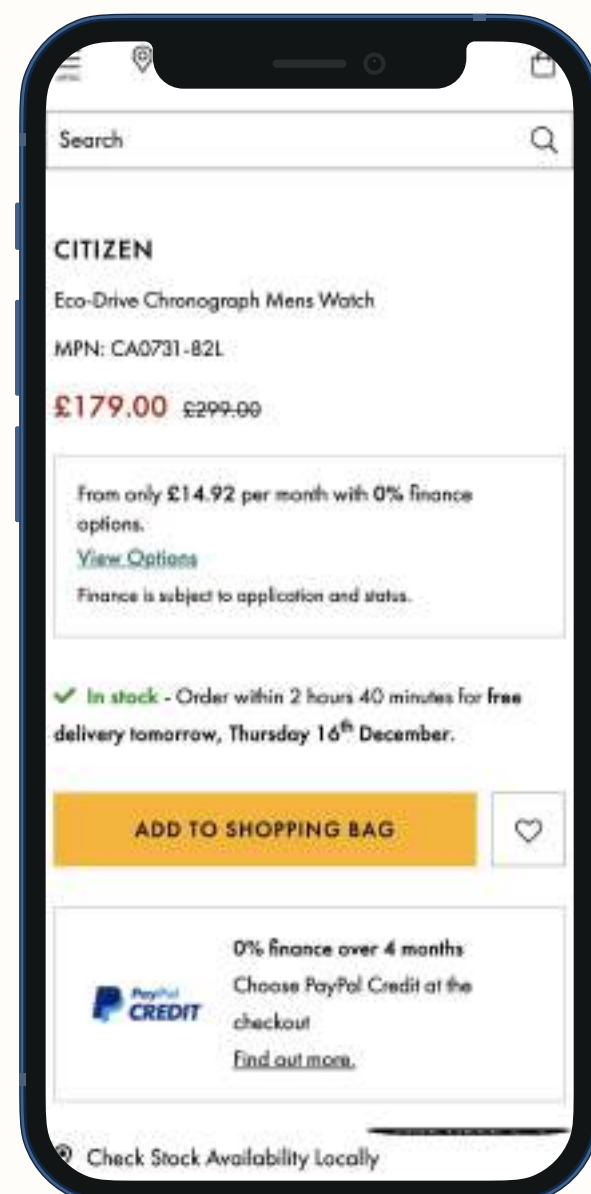 Search
CITIZEN
Eco-Drive Chronograph Mens Watch
MPN: CA0731-82L
£179.00 £299.00
From only £14.92 per month with 0% finance
options.
View Options
Finance is subject to application and status.
In stock - Order within 2 hours 40 minutes for free
delivery tomorrow, Thursday 16th December.
ADD TO SHOPPING BAG
0% finance over 4 months
PayPal
CREDIT
Choose PayPal Credit at the
checkout
Find out more.
Check Stock Availability Locally